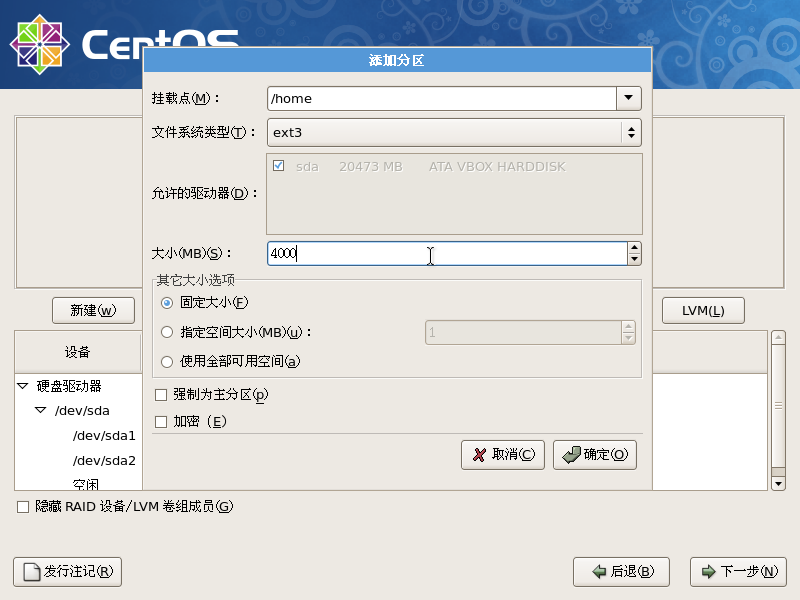 CentOS
添加分区
挂载点(M)：
/home
文件系统类型(T)：
ext3
允许的驱动器(D)：
sda 20473 MB ATA VBOX HARDDISK
大小(MB)(S)：
4000
其它大小选项
固定大小(F)
指定空间大小(MB)(u)：
1
使用全部可用空间(a)
强制为主分区(p)
加密（E)
取消(C)
确定(O)
新建(w)
LVM(L)
设备
硬盘驱动器
/dev/sda
/dev/sda1
/dev/sda2
空闲
隐藏 RAID 设备/LVM 卷组成员(G)
发行注记(R)
后退(B)
下一步(N)